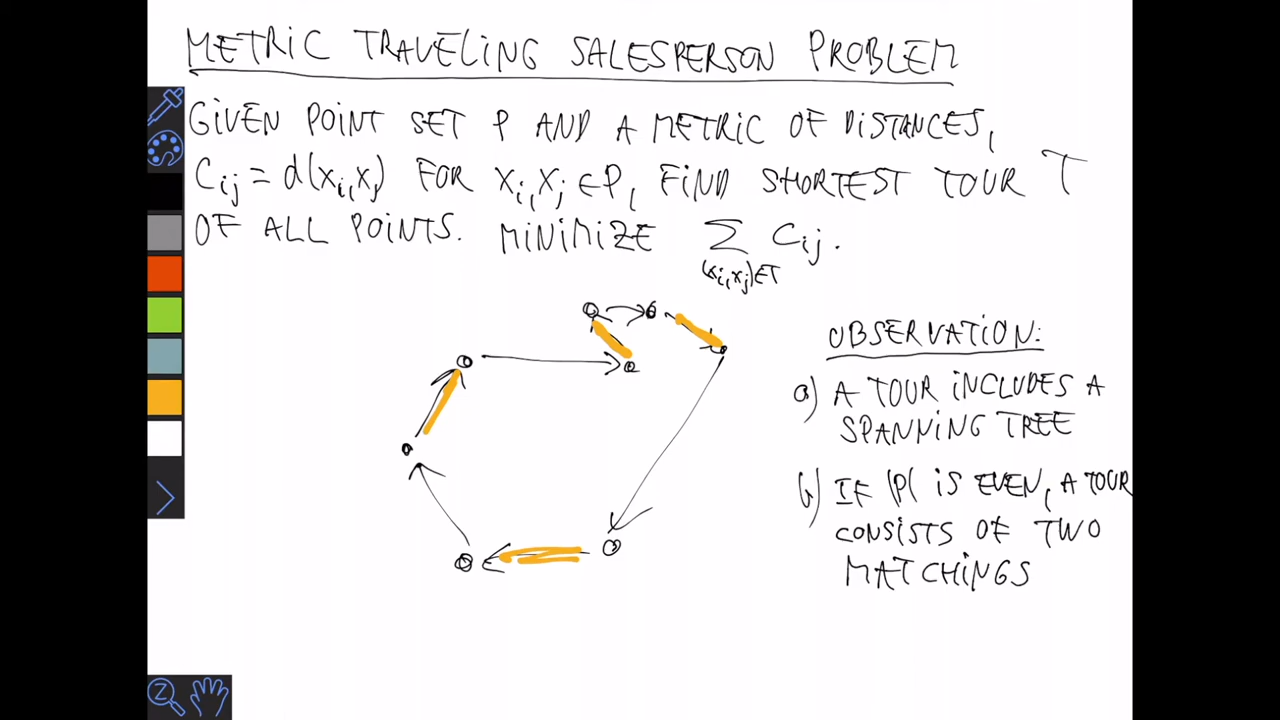 METRIC TRAVELING SALESPERSON PROBLEM
GIVEN POINT SET P AND A METRIC OF DISTANCES,
Cij = d(xi,xj) FOR xi,xj ∈ P, FIND SHORTEST TOUR T
OF ALL POINTS. MINIMIZE Σ Cij.
(xi,xj)∈T
OBSERVATION:
a) A TOUR INCLUDES A
SPANNING TREE
b) IF |P| IS EVEN, A TOUR
CONSISTS OF TWO
MATCHINGS
Z